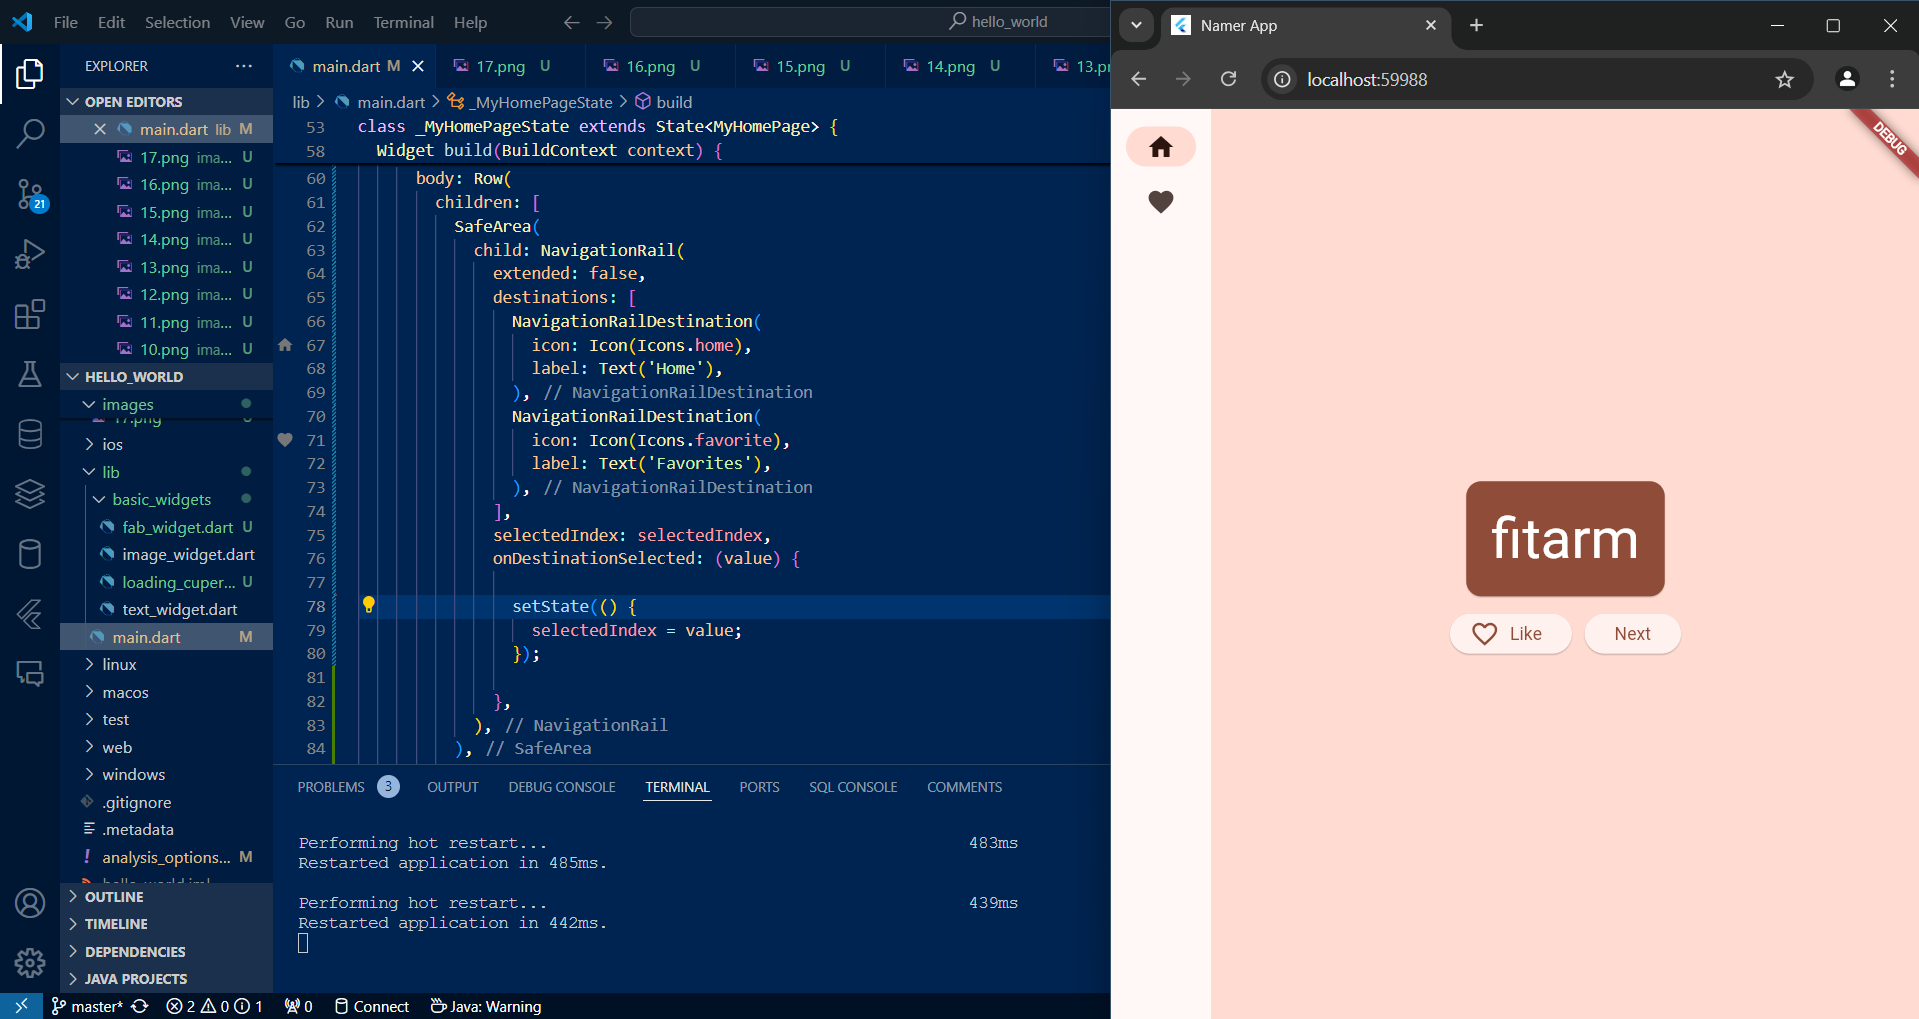 File Edit Selection View Go Run Terminal Help
hello_world
EXPLORER
OPEN EDITORS
main.dart lib M
17.png ima... U
16.png ima... U
15.png ima... U
14.png ima... U
13.png ima... U
12.png ima... U
11.png ima... U
10.png ima... U
HELLO_WORLD
images
17.png
ios
lib
basic_widgets
fab_widget.dart U
image_widget.dart
loading_cuper... U
text_widget.dart
main.dart M
linux
macos
test
web
windows
.gitignore
.metadata
! analysis_options... M
OUTLINE
TIMELINE
DEPENDENCIES
JAVA PROJECTS
21
main.dart M 17.png U 16.png U 15.png U 14.png U
lib > main.dart > _MyHomePageState > build
53 class _MyHomePageState extends State<MyHomePage> {
58 Widget build(BuildContext context) {
60 body: Row(
61 children: [
62 SafeArea(
63 child: NavigationRail(
64 extended: false,
65 destinations: [
66 NavigationRailDestination(
67 icon: Icon(Icons.home),
68 label: Text('Home'),
69 ), // NavigationRailDestination
70 NavigationRailDestination(
71 icon: Icon(Icons.favorite),
72 label: Text('Favorites'),
73 ), // NavigationRailDestination
74 ],
75 selectedIndex: selectedIndex,
76 onDestinationSelected: (value) {
77
78 setState(() {
79 selectedIndex = value;
80 });
81
82 },
83 ), // NavigationRail
84 ), // SafeArea
PROBLEMS 3 OUTPUT DEBUG CONSOLE TERMINAL PORTS SQL CONSOLE COMMENTS
Performing hot restart... 483ms
Restarted application in 485ms.
Performing hot restart... 439ms
Restarted application in 442ms.
master* 2 0 1 0 Connect Java: Warning
Namer App
localhost:59988
DEBUG
fitarm
Like
Next